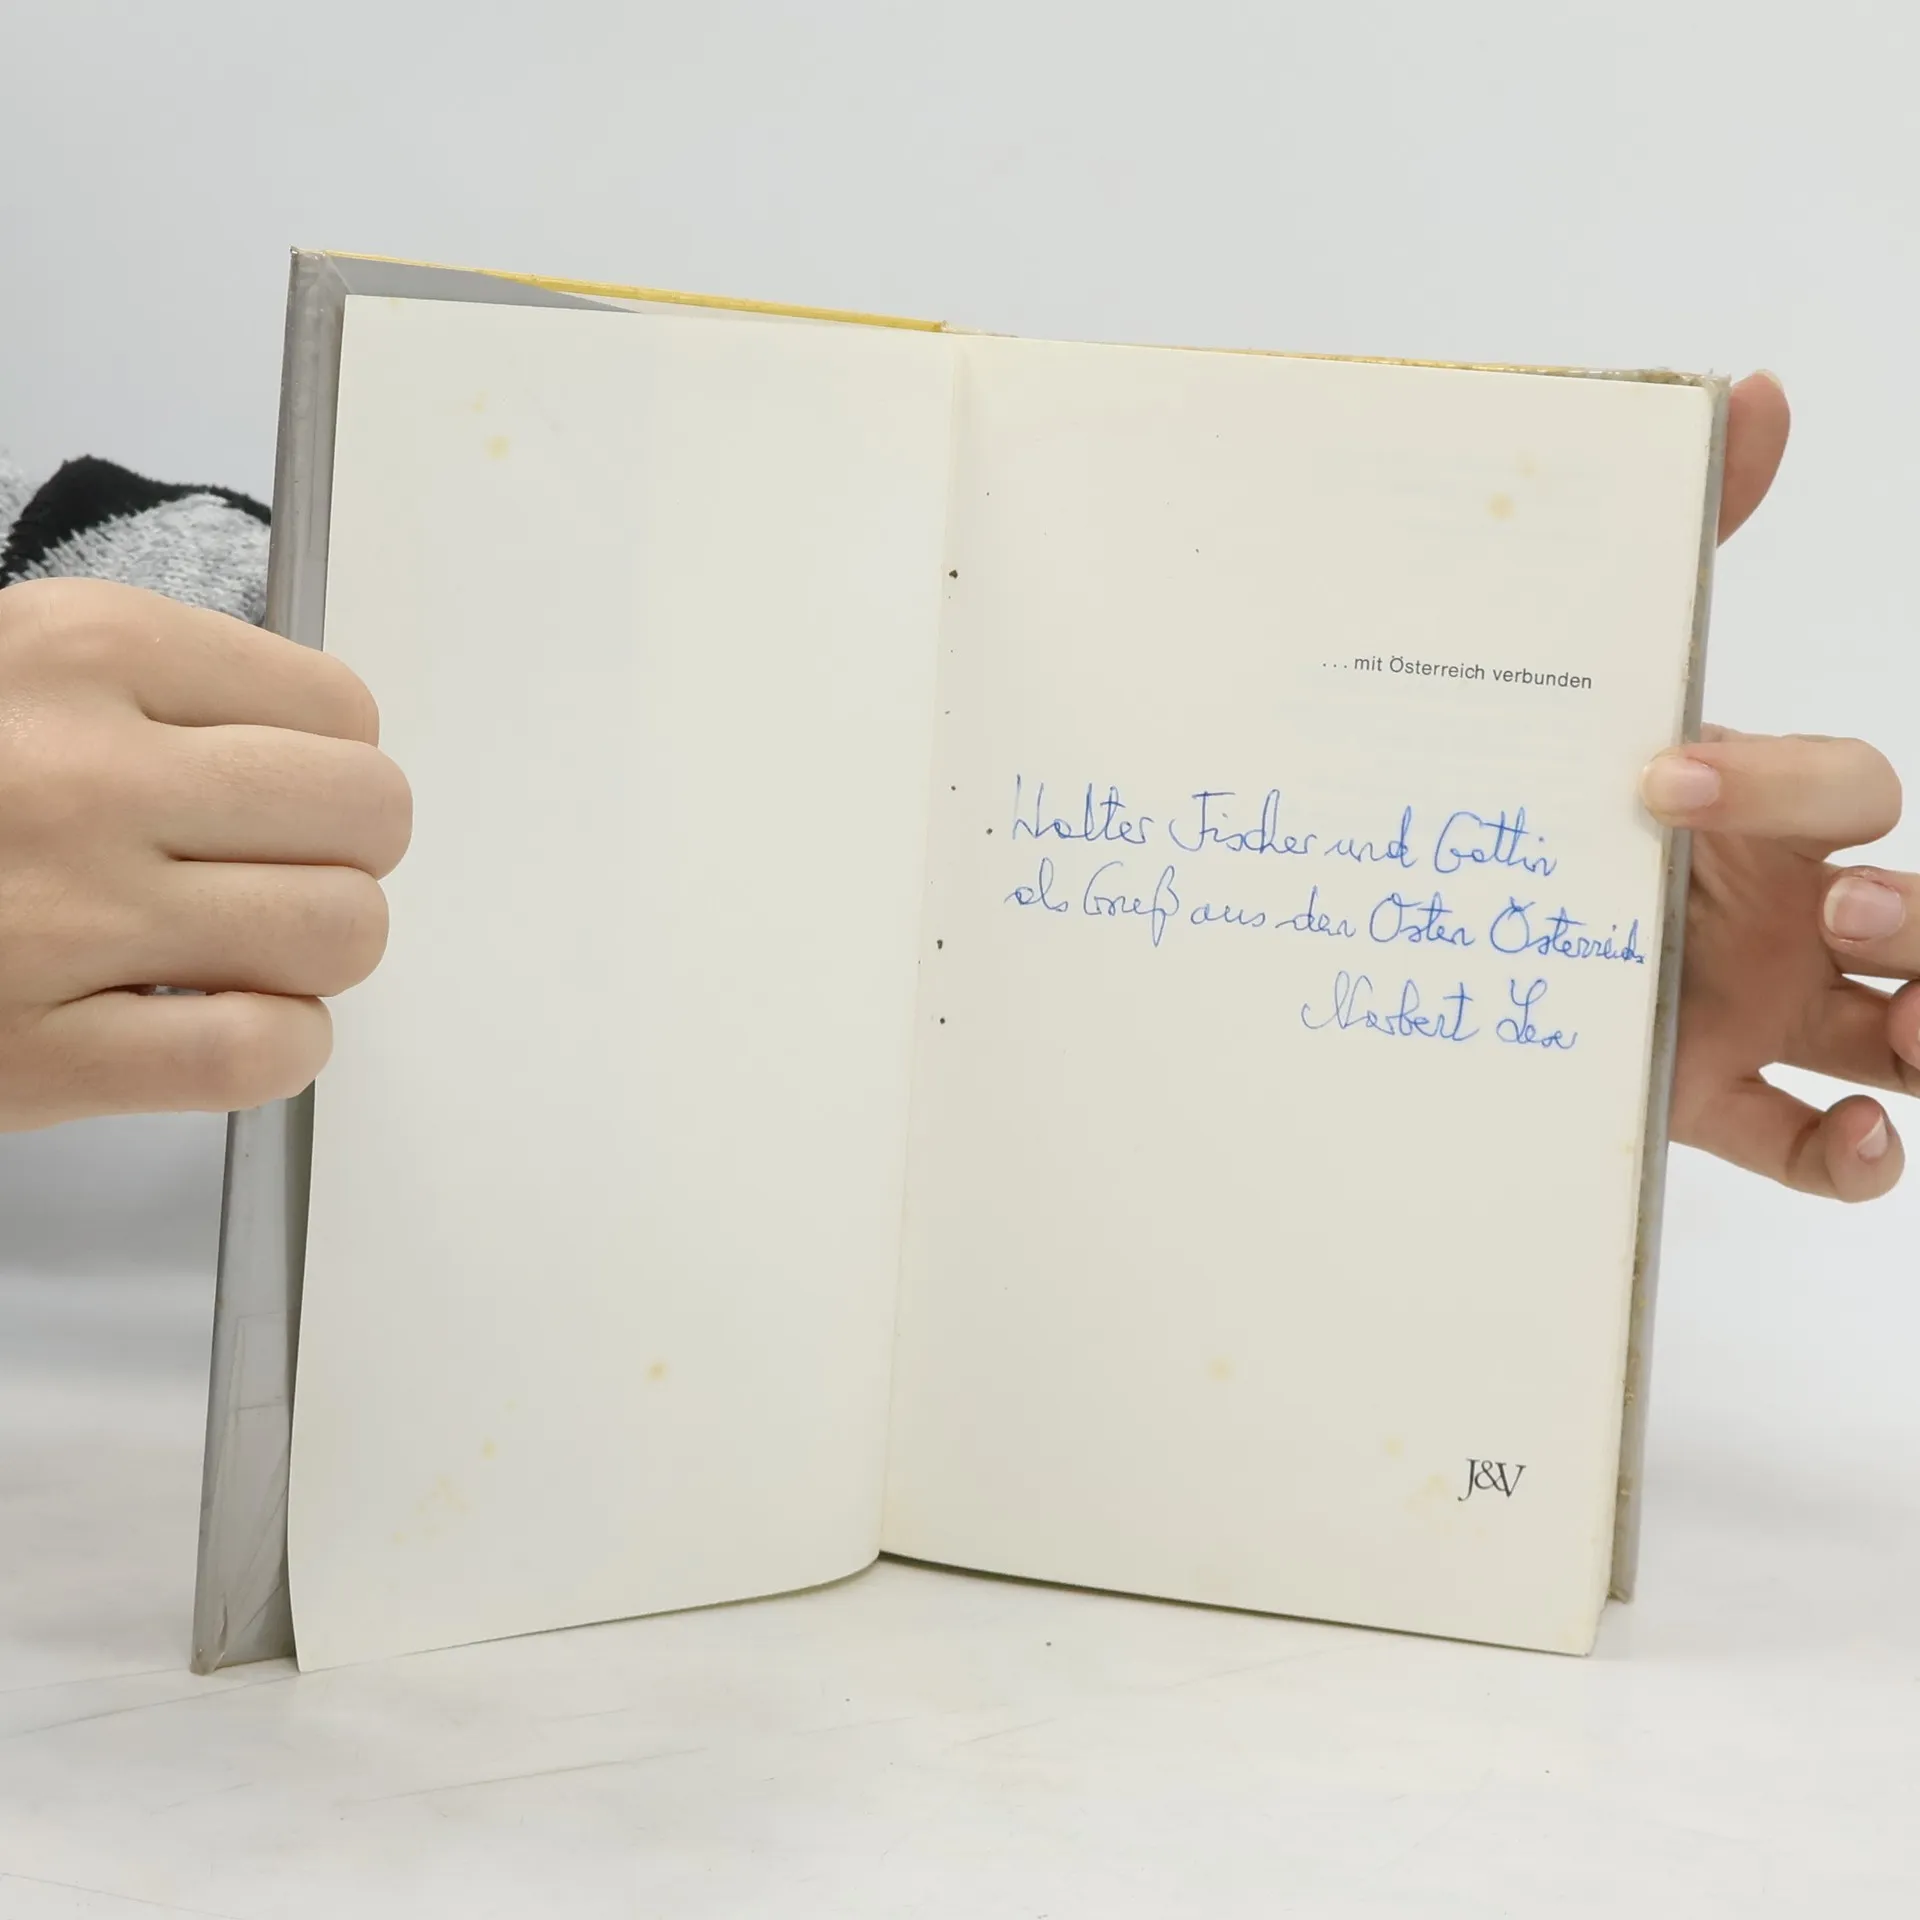 . . . mit Österreich verbunden
Walter Fischer und Gattin
als Gruß aus dem Osten Österreichs
Norbert Leser
J&V